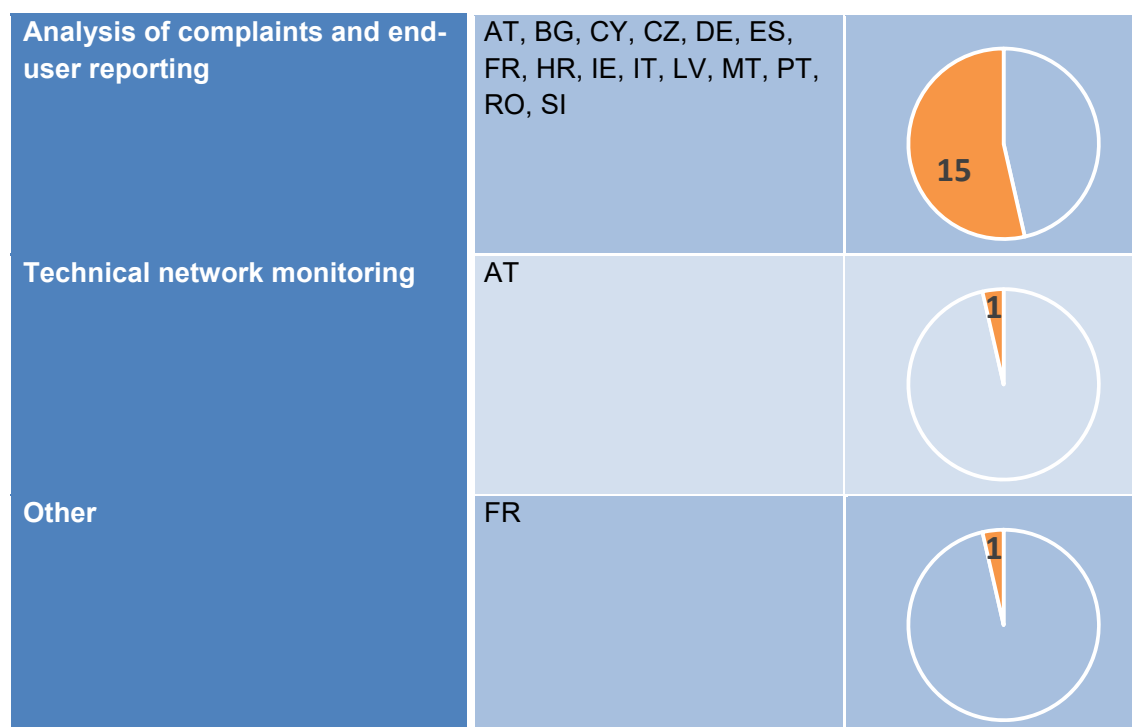 Analysis of complaints and end-
user reporting
AT, BG, CY, CZ, DE, ES,
FR, HR, IE, IT, LV, MT, PT,
RO, SI
15
Technical network monitoring
AT
1
Other
FR
1